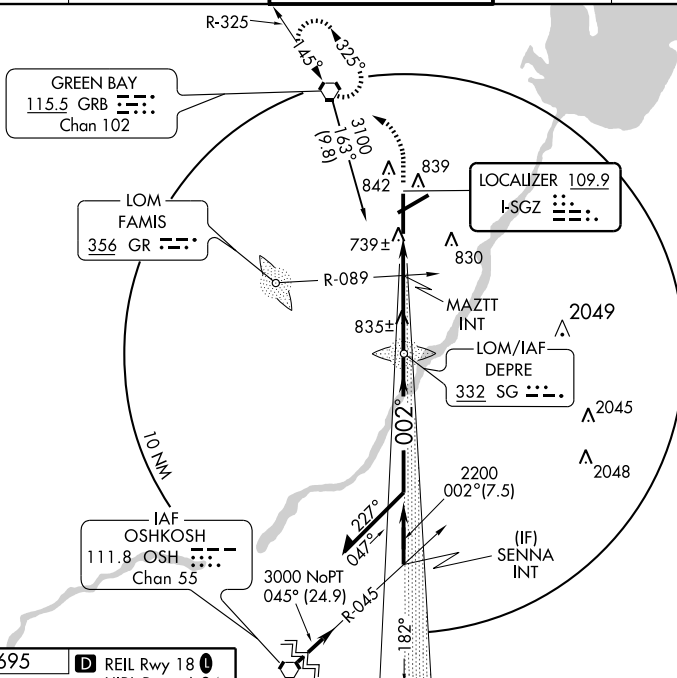 R-325
145°
325°
GREEN BAY
115.5 GRB
Chan 102
3100
163°
(9.8)
842
839
LOCALIZER 109.9
I-SGZ
LOM
FAMIS
356 GR
739±
830
R-089
MAZTT
INT
835±
2049
LOM/IAF
DEPRE
332 SG
002°
2045
2048
10 NM
2200
002°(7.5)
227°
047°
(IF)
SENNA
INT
IAF
OSHKOSH
111.8 OSH
Chan 55
3000 NoPT
045° (24.9)
R-045
182°
695
D REIL Rwy 18 L